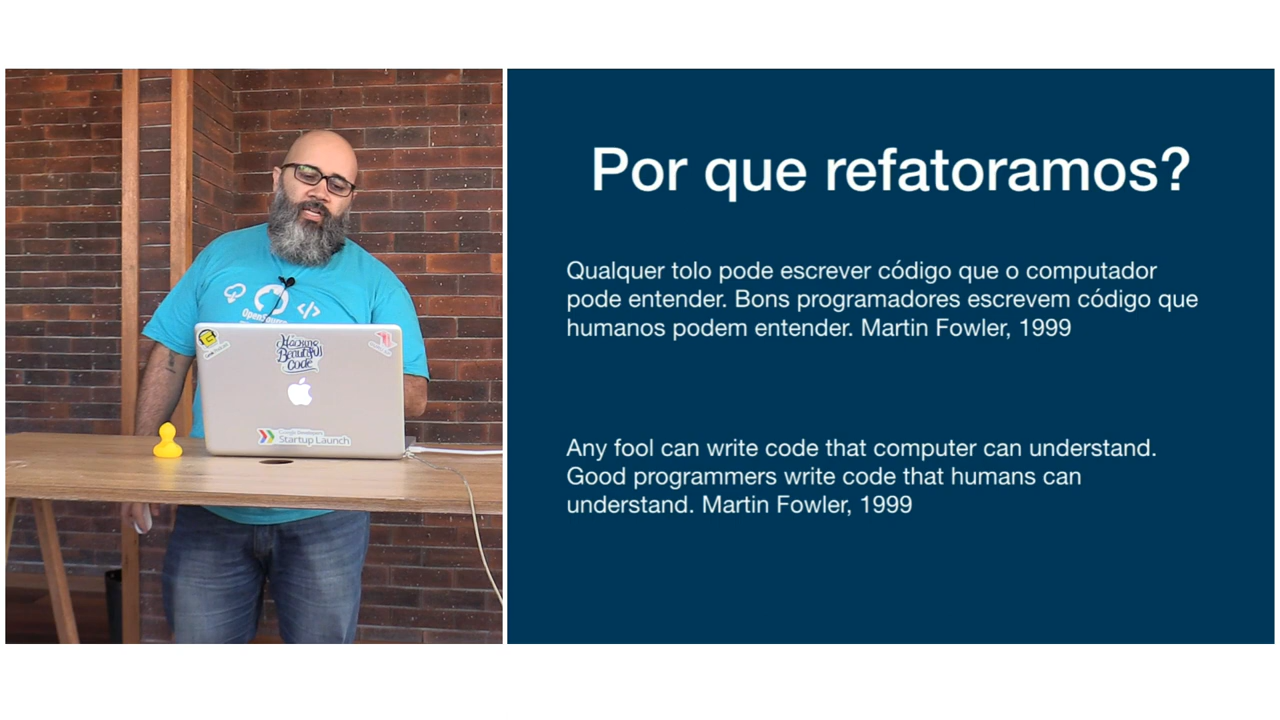 Por que refatoramos?
Qualquer tolo pode escrever código que o computador
pode entender. Bons programadores escrevem código que
humanos podem entender. Martin Fowler, 1999
Any fool can write code that computer can understand.
Good programmers write code that humans can
understand. Martin Fowler, 1999
</>
Hacking
Beautiful
Code
Google Developers
Startup Launch